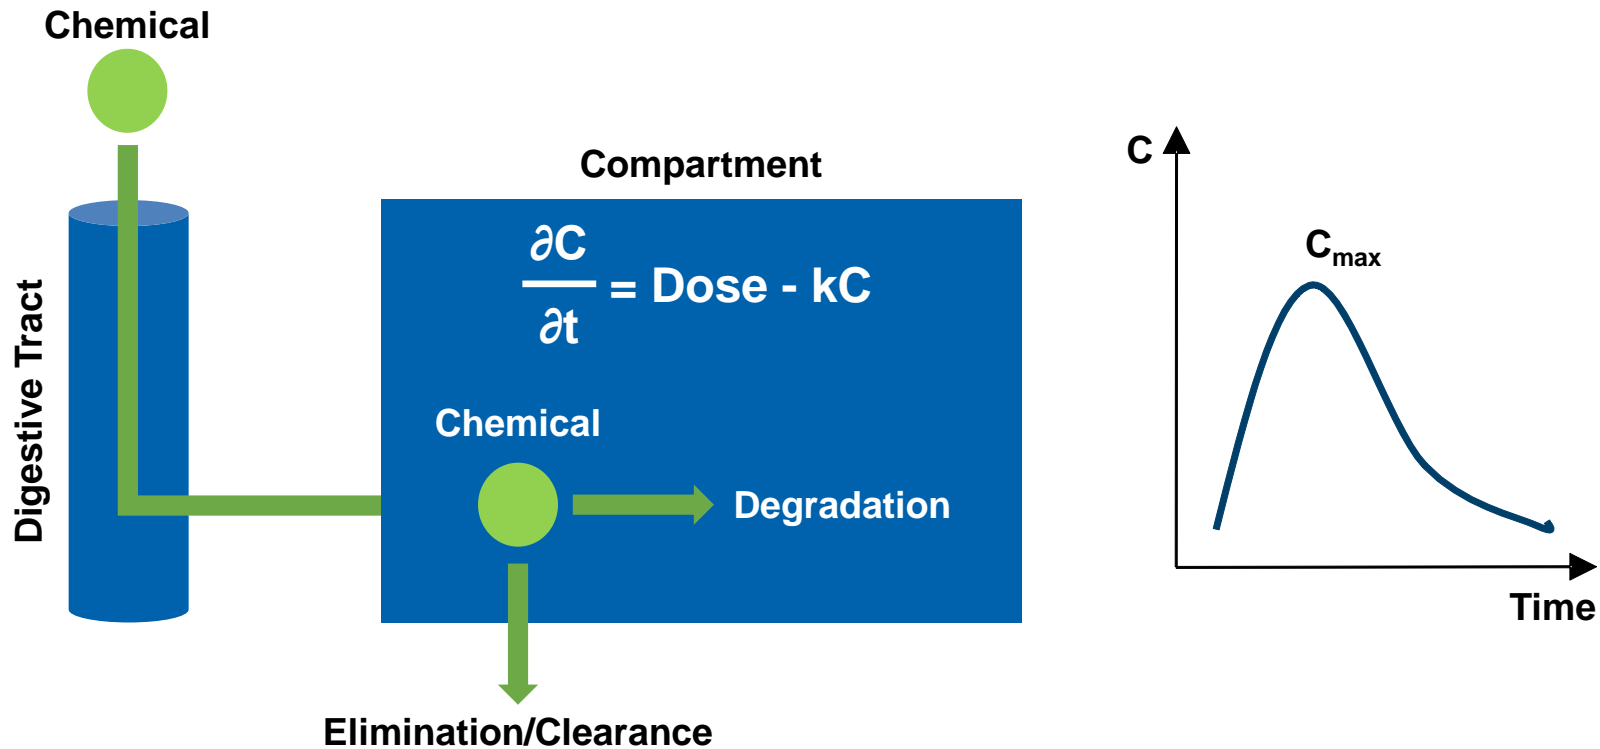 Chemical
Digestive Tract
Compartment
∂C
∂t
= Dose - kC
Chemical
Degradation
Elimination/Clearance
C
Cmax
Time